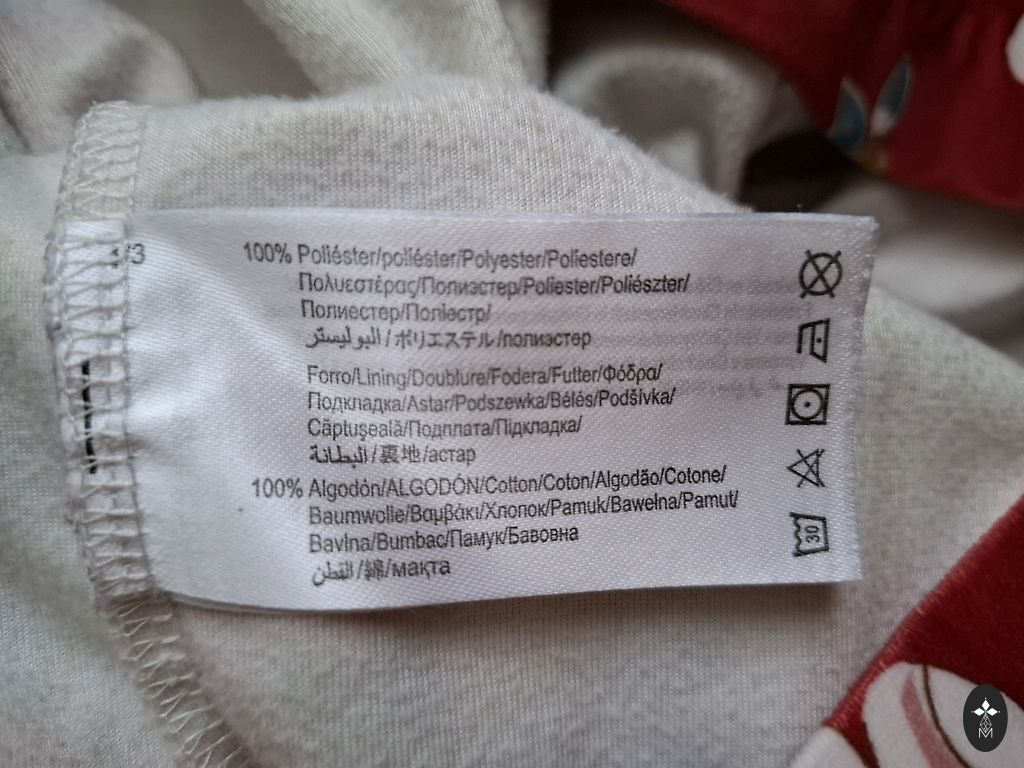 1/3
100% Poliéster/poliéster/Polyester/Poliestere/
Πολυεστέρας/Полиэстер/Poliester/Poliészter/
Полиестер/Поліестр/
البوليستر/ポリエステル/полиэстер
Forro/Lining/Doublure/Fodera/Futter/Φόδρα/
Подкладка/Astar/Podszewka/Bélés/Podšívka/
Căptuşeală/Подплата/Підкладка/
البطانة/裏地/астар
100% Algodón/ALGODÓN/Cotton/Coton/Algodão/Cotone/
Baumwolle/Βαμβάκι/Хлопок/Pamuk/Bawełna/Pamut/
Bavlna/Bumbac/Памук/Бавовна
القطن/綿/мақта
30
M